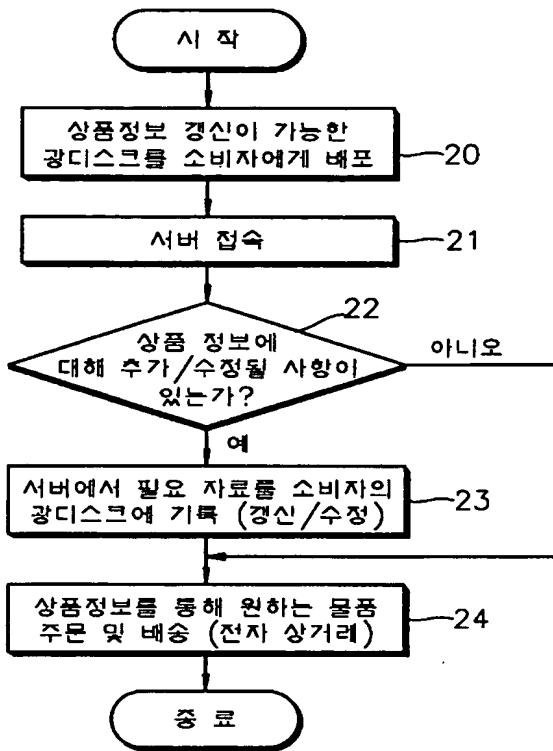 시 작
상품정보 갱신이 가능한
광디스크를 소비자에게 배포
20
서버 접속
21
22
상품 정보에
대해 추가/수정될 사항이
있는가?
아니오
예
서버에서 필요 자료를 소비자의
광디스크에 기록 (갱신/수정)
23
상품정보를 통해 원하는 물품
주문 및 배송 (전자 상거래)
24
종 료